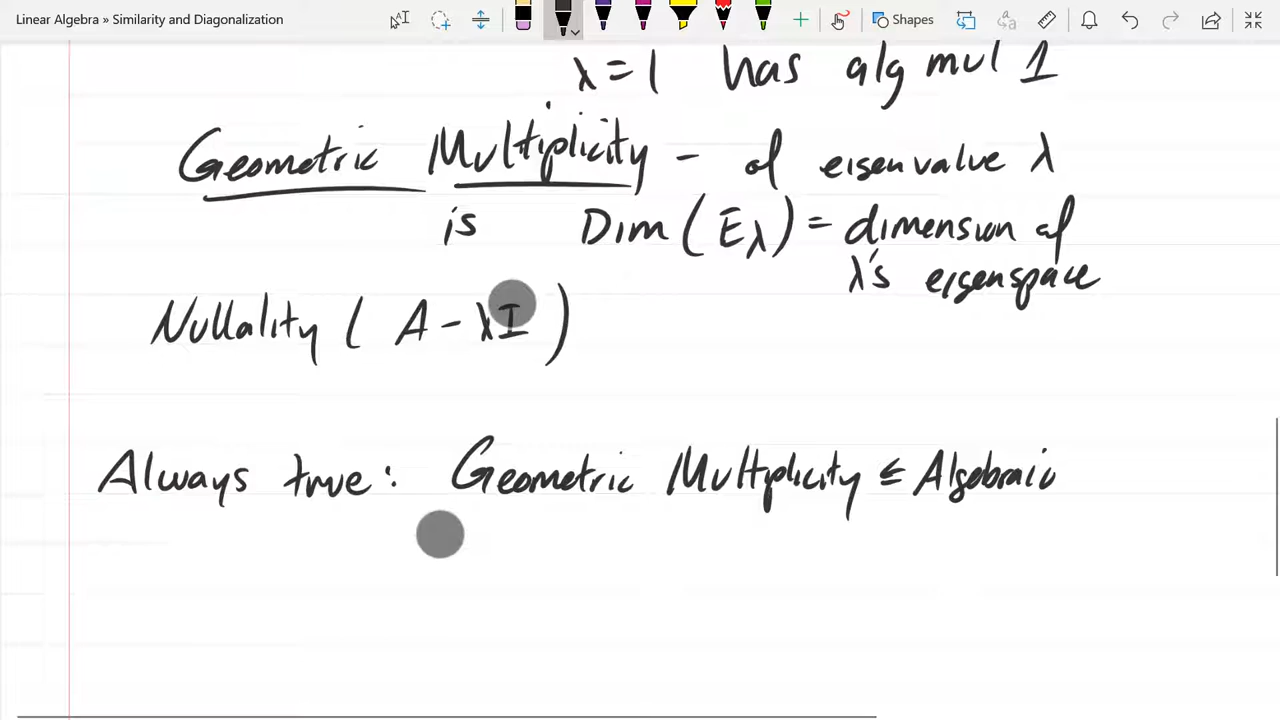 Linear Algebra » Similarity and Diagonalization
Shapes
λ = 1 has alg mul 1
Geometric Multiplicity - of eigenvalue λ
is Dim(Eλ) = dimension of
λ's eigenspace
Nullality (A - λI)
Always true: Geometric Multiplicity ≤ Algebraic